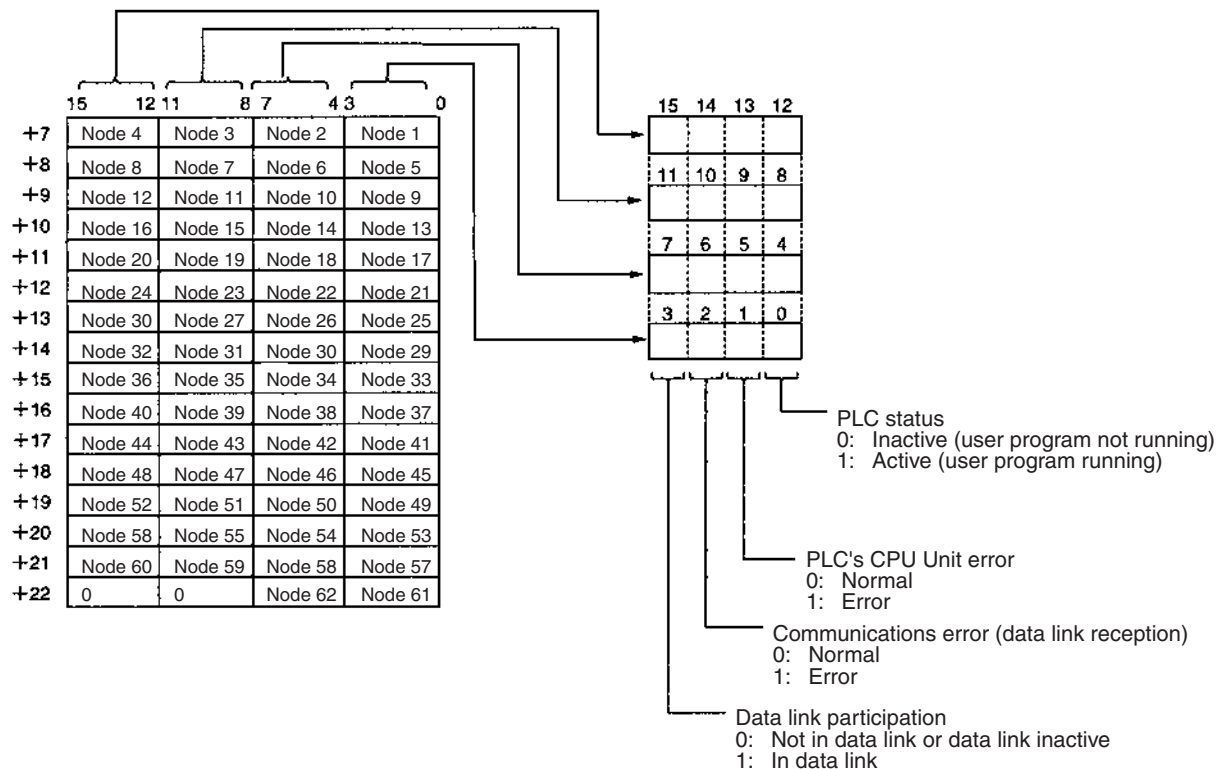 15 12 11 8 7 4 3 0
+7 Node 4 Node 3 Node 2 Node 1
+8 Node 8 Node 7 Node 6 Node 5
+9 Node 12 Node 11 Node 10 Node 9
+10 Node 16 Node 15 Node 14 Node 13
+11 Node 20 Node 19 Node 18 Node 17
+12 Node 24 Node 23 Node 22 Node 21
+13 Node 30 Node 27 Node 26 Node 25
+14 Node 32 Node 31 Node 30 Node 29
+15 Node 36 Node 35 Node 34 Node 33
+16 Node 40 Node 39 Node 38 Node 37
+17 Node 44 Node 43 Node 42 Node 41
+18 Node 48 Node 47 Node 46 Node 45
+19 Node 52 Node 51 Node 50 Node 49
+20 Node 58 Node 55 Node 54 Node 53
+21 Node 60 Node 59 Node 58 Node 57
+22 0 0 Node 62 Node 61
15 14 13 12
11 10 9 8
7 6 5 4
3 2 1 0
PLC status
0: Inactive (user program not running)
1: Active (user program running)
PLC's CPU Unit error
0: Normal
1: Error
Communications error (data link reception)
0: Normal
1: Error
Data link participation
0: Not in data link or data link inactive
1: In data link